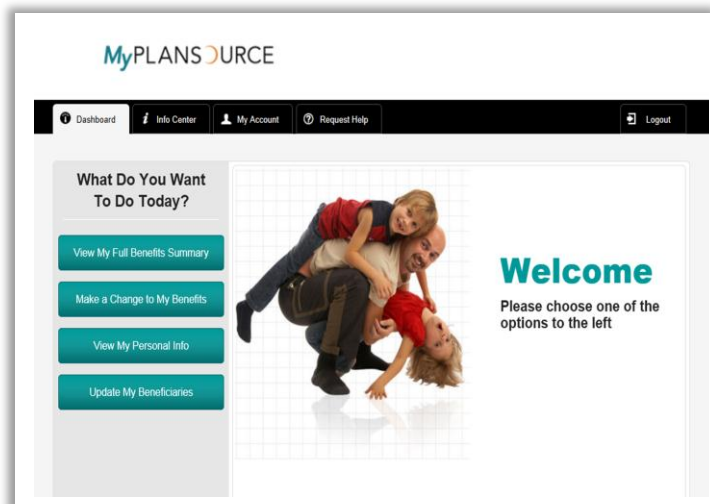 MyPLANSOURCE
Dashboard
Info Center
My Account
Request Help
Logout
What Do You Want
To Do Today?
View My Full Benefits Summary
Make a Change to My Benefits
View My Personal Info
Update My Beneficiaries
Welcome
Please choose one of the
options to the left